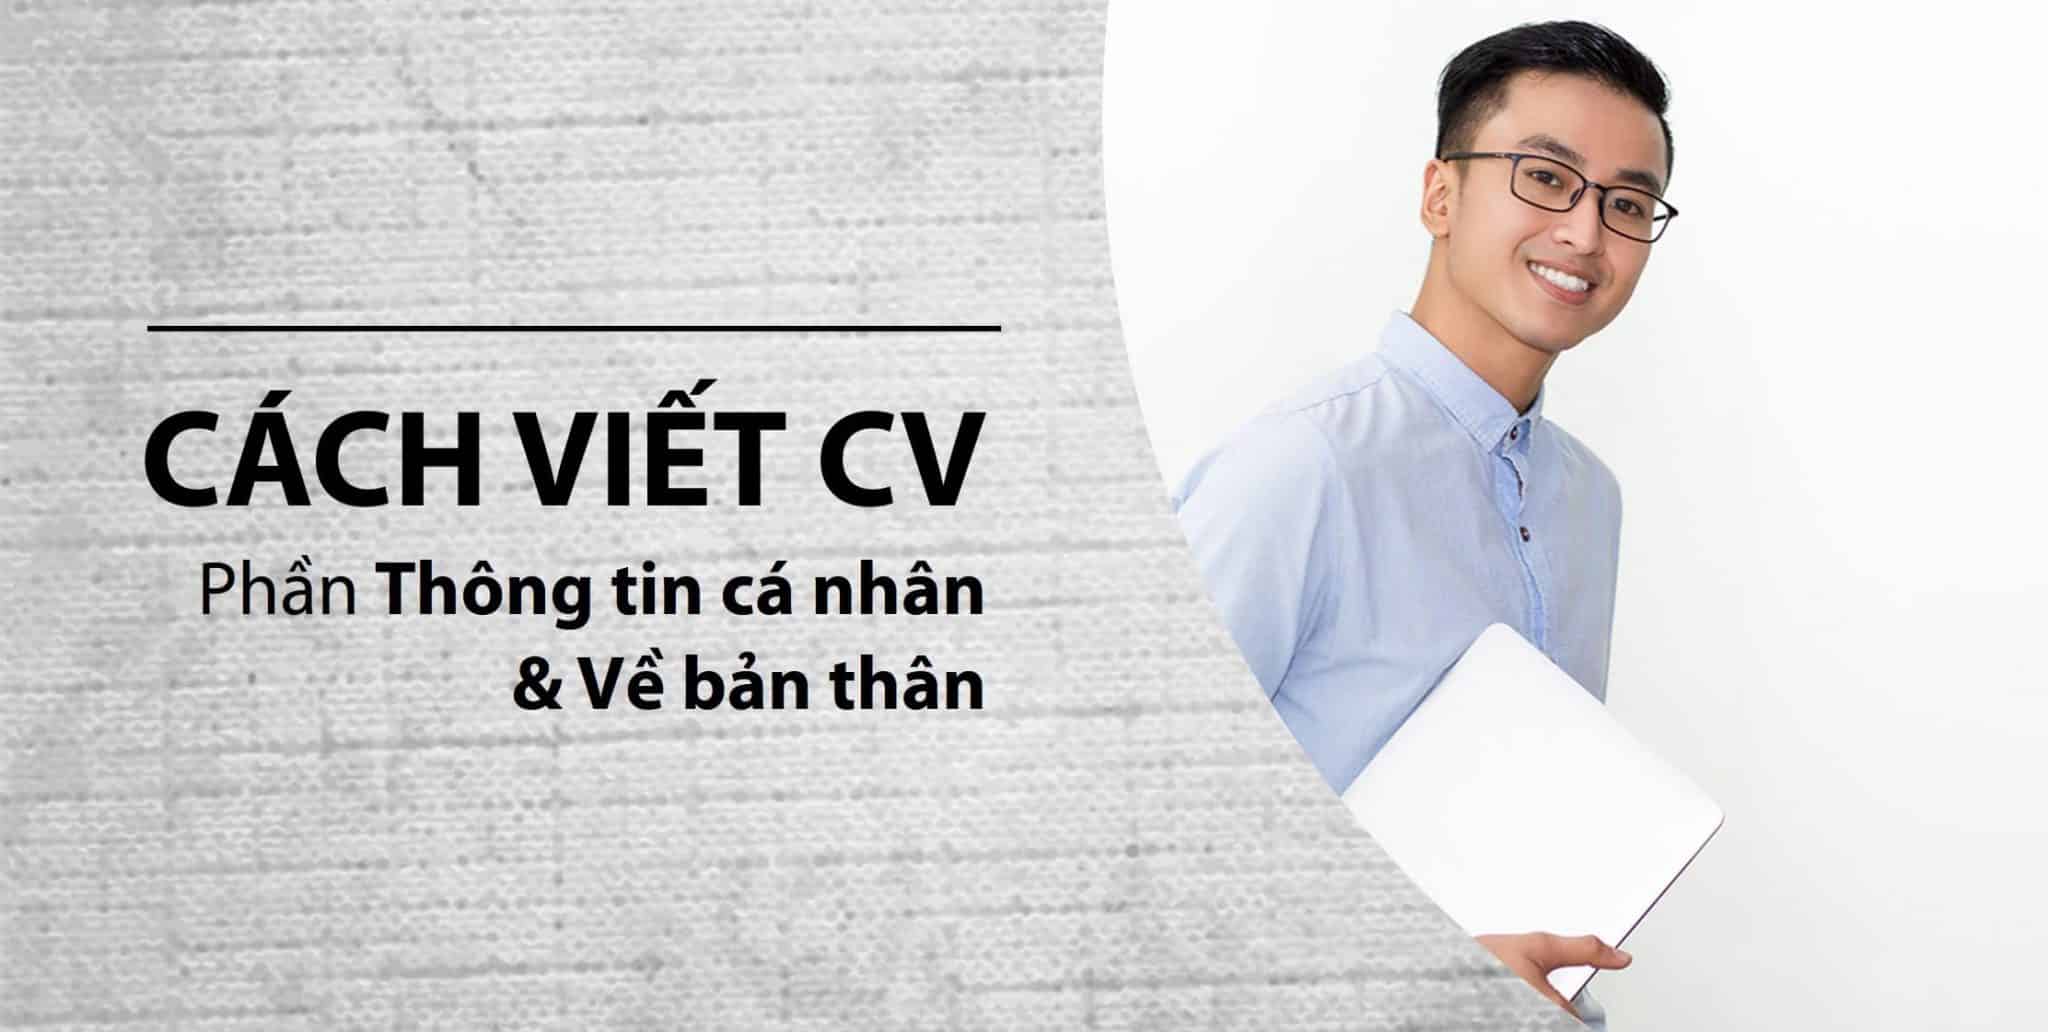 CÁCH VIẾT CV
Phần Thông tin cá nhân
& Về bản thân